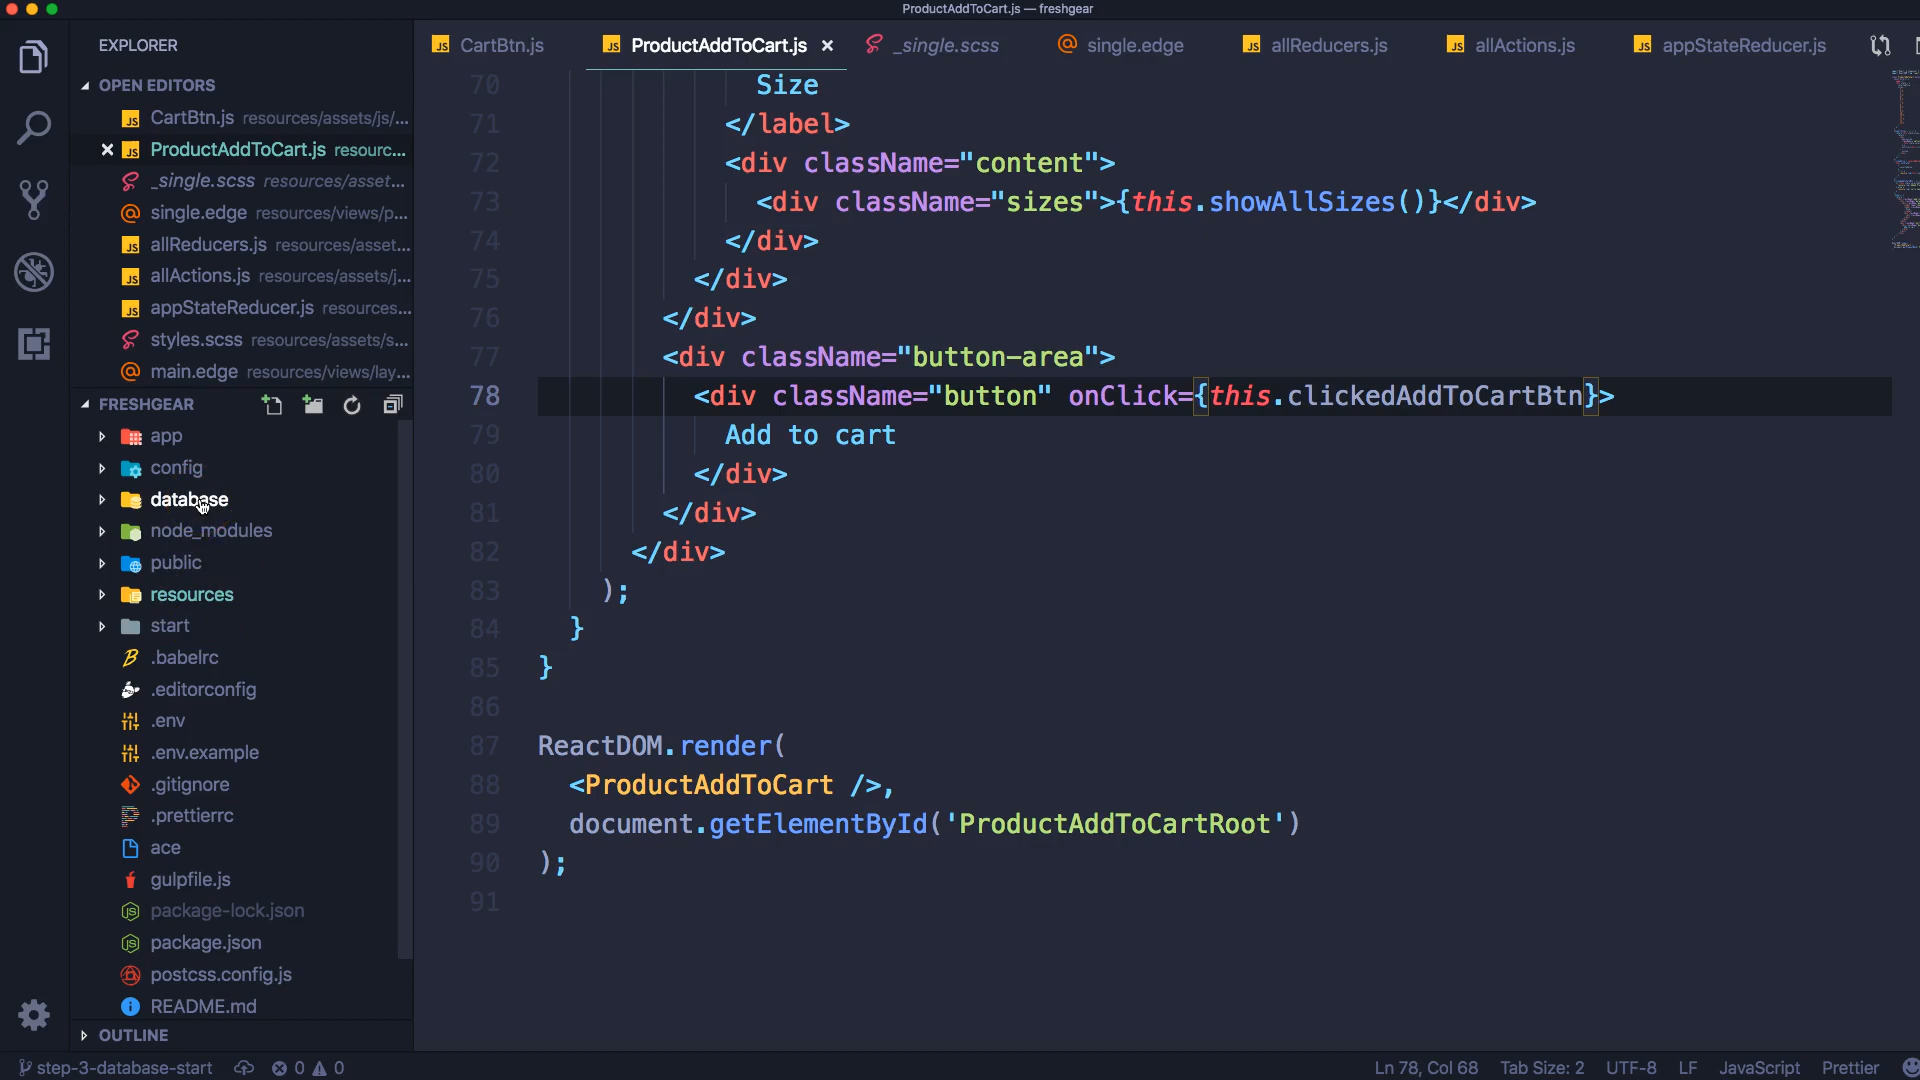 ProductAddToCart.js — freshgear
EXPLORER
OPEN EDITORS
CartBtn.js resources/assets/js/...
ProductAddToCart.js resourc...
_single.scss resources/asset...
single.edge resources/views/p...
allReducers.js resources/asset...
allActions.js resources/assets/j...
appStateReducer.js resources...
styles.scss resources/assets/s...
main.edge resources/views/lay...
FRESHGEAR
app
config
database
node_modules
public
resources
start
.babelrc
.editorconfig
.env
.env.example
.gitignore
.prettierrc
ace
gulpfile.js
package-lock.json
package.json
postcss.config.js
README.md
OUTLINE
CartBtn.js ProductAddToCart.js _single.scss single.edge allReducers.js allActions.js appStateReducer.js
70 Size
71 </label>
72 <div className="content">
73 <div className="sizes">{this.showAllSizes()}</div>
74 </div>
75 </div>
76 </div>
77 <div className="button-area">
78 <div className="button" onClick={this.clickedAddToCartBtn}>
79 Add to cart
80 </div>
81 </div>
82 </div>
83 );
84 }
85 }
86
87 ReactDOM.render(
88 <ProductAddToCart />,
89 document.getElementById('ProductAddToCartRoot')
90 );
91
step-3-database-start 0 0 Ln 78, Col 68 Tab Size: 2 UTF-8 LF JavaScript Prettier